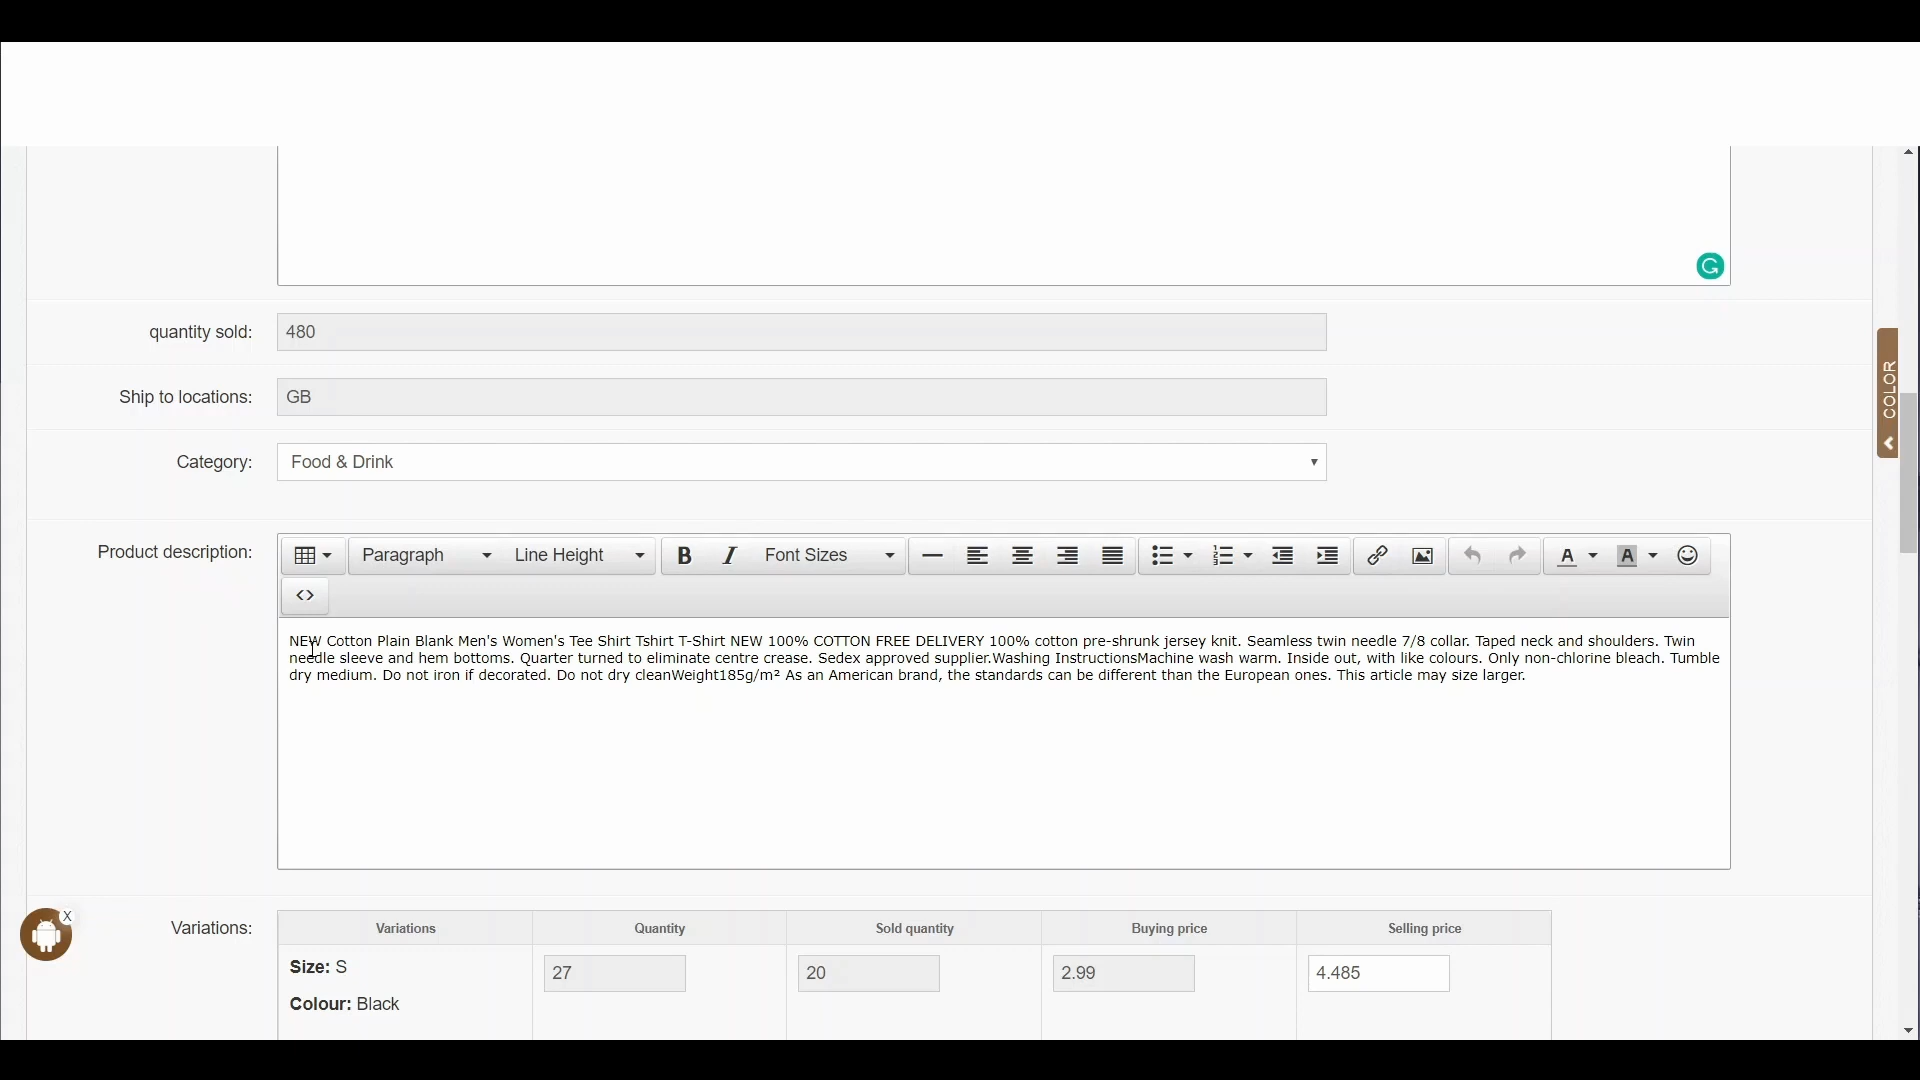 quantity sold: 480
Ship to locations: GB
Category: Food & Drink
Product description:
Paragraph Line Height B I Font Sizes A A
<>
NEW Cotton Plain Blank Men's Women's Tee Shirt Tshirt T-Shirt NEW 100% COTTON FREE DELIVERY 100% cotton pre-shrunk jersey knit. Seamless twin needle 7/8 collar. Taped neck and shoulders. Twin
needle sleeve and hem bottoms. Quarter turned to eliminate centre crease. Sedex approved supplier.Washing InstructionsMachine wash warm. Inside out, with like colours. Only non-chlorine bleach. Tumble
dry medium. Do not iron if decorated. Do not dry cleanWeight185g/m² As an American brand, the standards can be different than the European ones. This article may size larger.
COLOR
X
Variations:
Variations Quantity Sold quantity Buying price Selling price
Size: S 27 20 2.99 4.485
Colour: Black